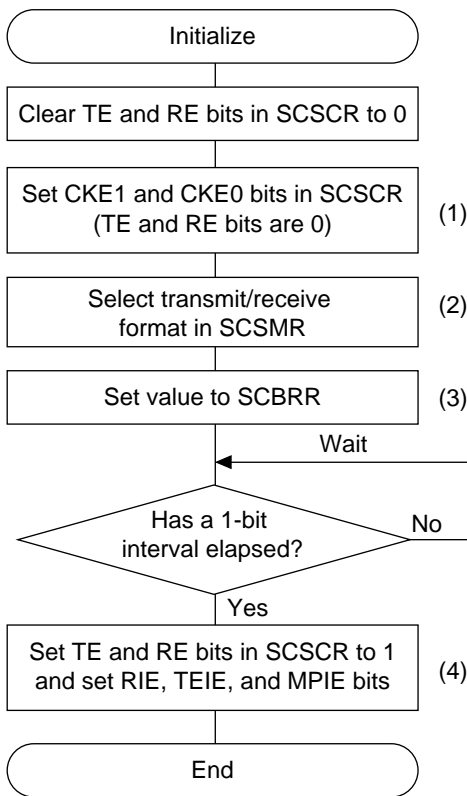 Initialize
Clear TE and RE bits in SCSCR to 0
Set CKE1 and CKE0 bits in SCSCR
(TE and RE bits are 0)
(1)
Select transmit/receive
format in SCSMR
(2)
Set value to SCBRR
(3)
Wait
Has a 1-bit
interval elapsed?
No
Yes
Set TE and RE bits in SCSCR to 1
and set RIE, TEIE, and MPIE bits
(4)
End